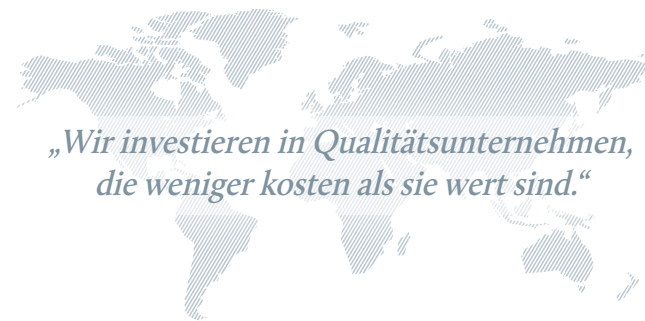 „Wir investieren in Qualitätsunternehmen,
die weniger kosten als sie wert sind.“